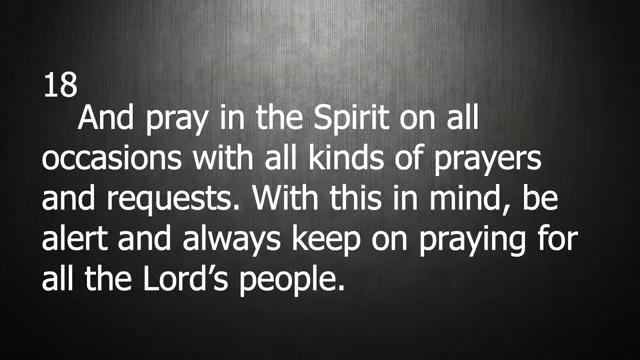 18
And pray in the Spirit on all
occasions with all kinds of prayers
and requests. With this in mind, be
alert and always keep on praying for
all the Lord’s people.